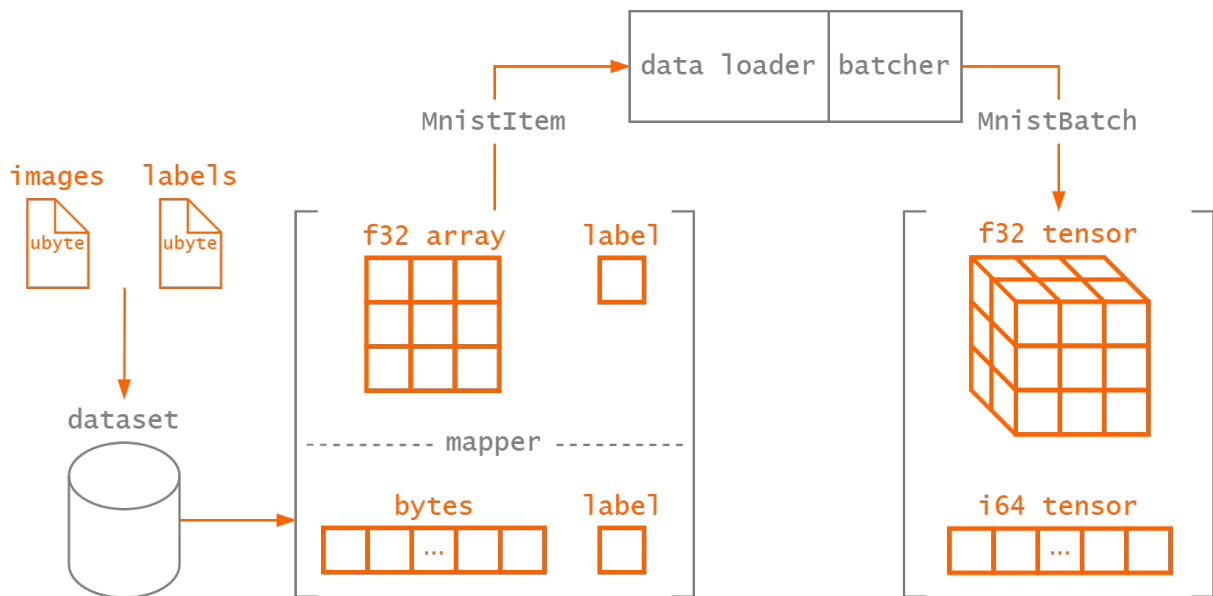 data loader
batcher
MnistItem
MnistBatch
images
labels
ubyte
ubyte
f32 array
label
f32 tensor
dataset
mapper
bytes
label
i64 tensor
...
...